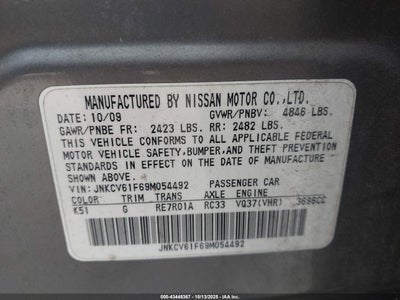 MANUFACTURED BY NISSAN MOTOR CO.,LTD.
DATE: 10/09 GVWR/PNBV: 4846 LBS.
GAWR/PNBE FR: 2423 LBS. RR: 2482 LBS.
THIS VEHICLE CONFORMS TO ALL APPLICABLE FEDERAL
MOTOR VEHICLE SAFETY,BUMPER,AND THEFT PREVENTION
STANDARDS IN EFFECT ON THE DATE OF MANUFACTURE
SHOWN ABOVE.
VIN: JNKCV61F69M054492 PASSENGER CAR
COLOR TRIM TRANS AXLE ENGINE
K51 G RE7R01A RC33 VQ37(VHR) 3696CC
JNKCV61F69M054492
000-43448367 - 10/13/2025 - IAAI.COM